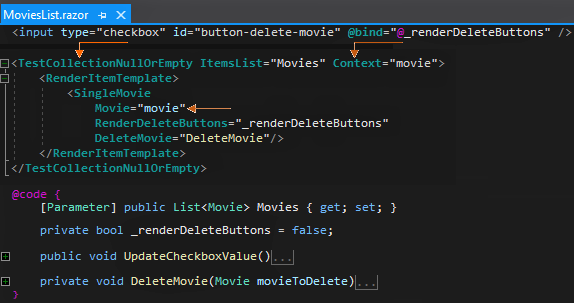 MoviesList.razor
<input type="checkbox" id="button-delete-movie" @bind="@_renderDeleteButtons" />
<TestCollectionNullOrEmpty ItemsList="Movies" Context="movie">
<RenderItemTemplate>
<SingleMovie
Movie="movie"
RenderDeleteButtons="_renderDeleteButtons"
DeleteMovie="DeleteMovie"/>
</RenderItemTemplate>
</TestCollectionNullOrEmpty>
@code {
[Parameter] public List<Movie> Movies { get; set; }
private bool _renderDeleteButtons = false;
public void UpdateCheckboxValue()...
private void DeleteMovie(Movie movieToDelete)...
}